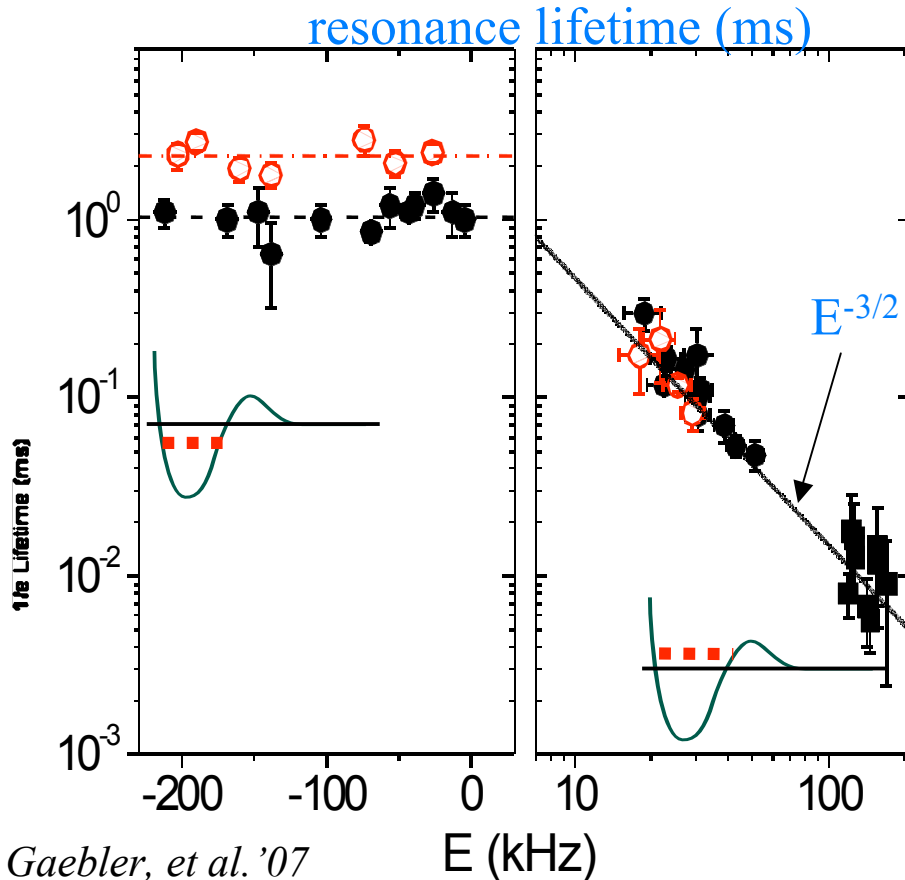 resonance lifetime (ms)
10^0
10^-1
10^-2
10^-3
1/e Lifetime (ms)
E^-3/2
-200 -100 0
10 100
E (kHz)
Gaebler, et al.'07